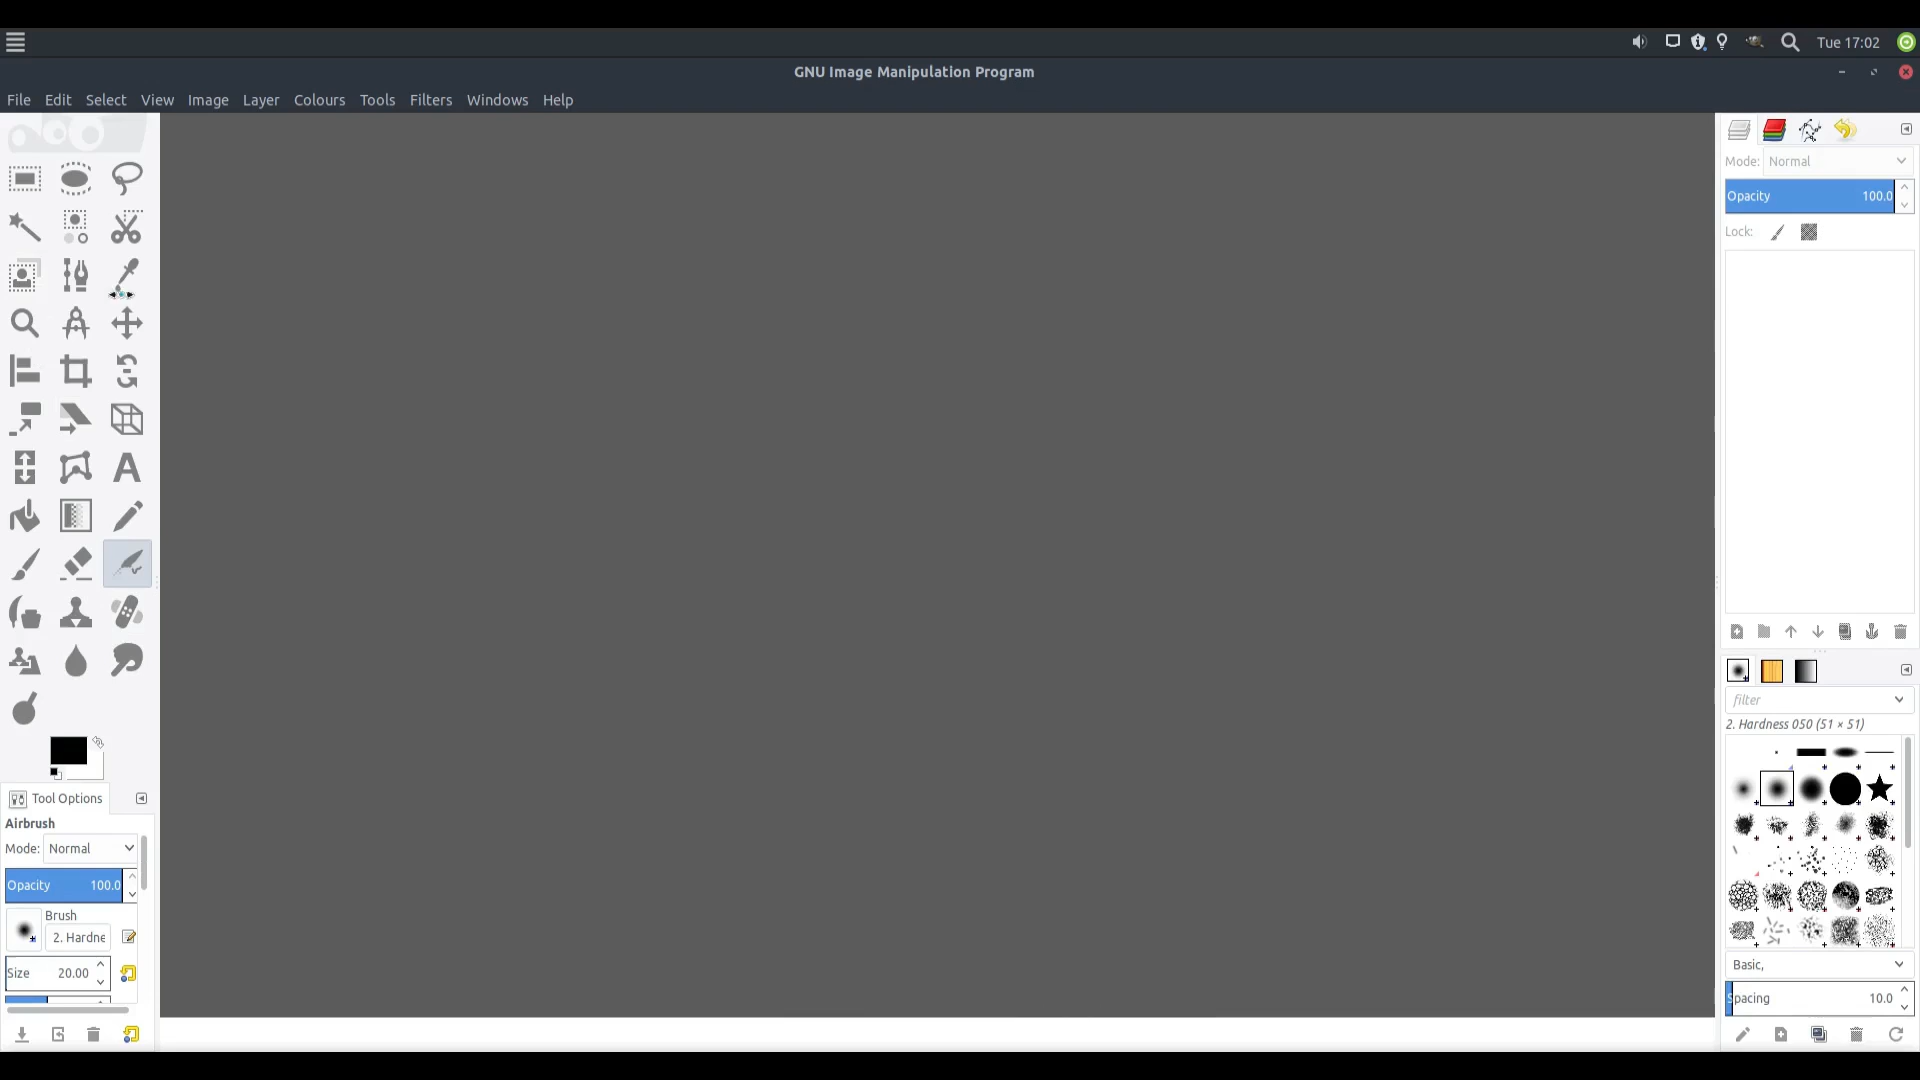 Tue 17:02
GNU Image Manipulation Program
File Edit Select View Image Layer Colours Tools Filters Windows Help
Mode: Normal
Opacity 100.0
Lock:
filter
2. Hardness 050 (51 × 51)
Basic,
Spacing 10.0
Tool Options
Airbrush
Mode: Normal
Opacity 100.0
Brush
2. Hardne
Size 20.00